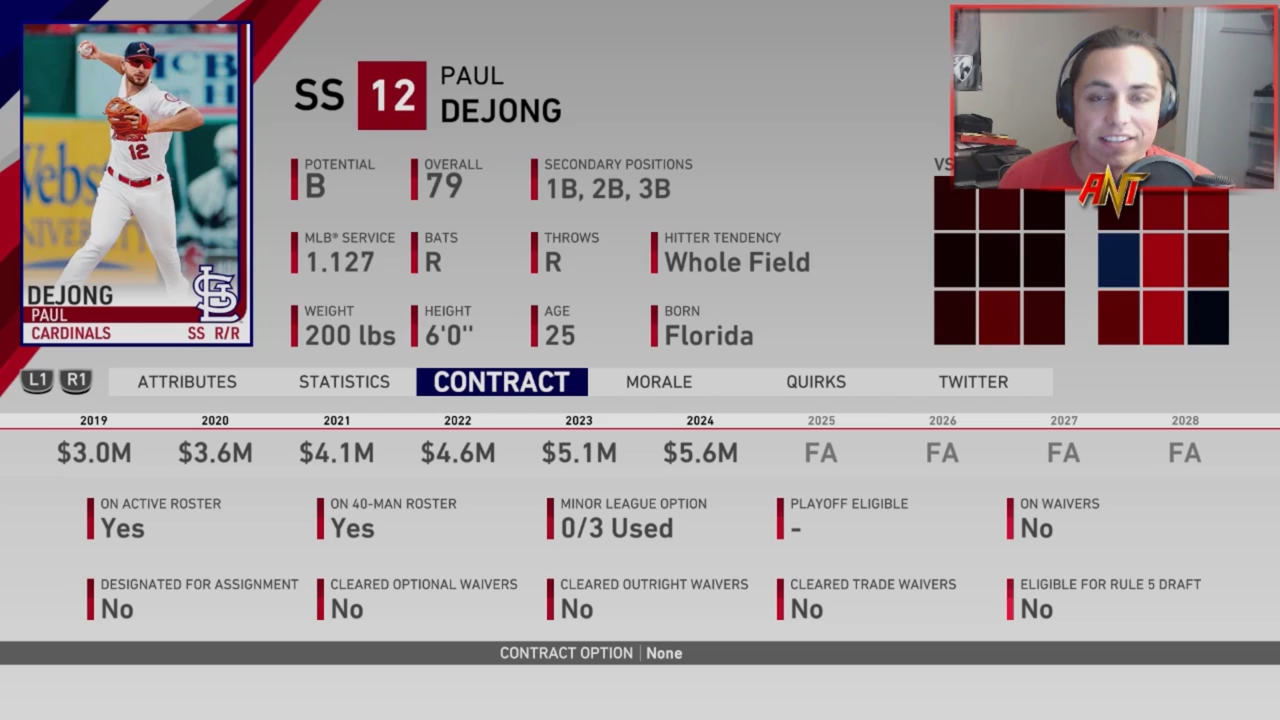 SS 12 PAUL
DEJONG
POTENTIAL
B
OVERALL
79
SECONDARY POSITIONS
1B, 2B, 3B
MLB® SERVICE
1.127
BATS
R
THROWS
R
HITTER TENDENCY
Whole Field
WEIGHT
200 lbs
HEIGHT
6'0"
AGE
25
BORN
Florida
VS
ANT
12
DEJONG
PAUL
CARDINALS SS R/R
L1 R1 ATTRIBUTES STATISTICS CONTRACT MORALE QUIRKS TWITTER
2019 2020 2021 2022 2023 2024 2025 2026 2027 2028
$3.0M $3.6M $4.1M $4.6M $5.1M $5.6M FA FA FA FA
ON ACTIVE ROSTER
Yes
ON 40-MAN ROSTER
Yes
MINOR LEAGUE OPTION
0/3 Used
PLAYOFF ELIGIBLE
-
ON WAIVERS
No
DESIGNATED FOR ASSIGNMENT
No
CLEARED OPTIONAL WAIVERS
No
CLEARED OUTRIGHT WAIVERS
No
CLEARED TRADE WAIVERS
No
ELIGIBLE FOR RULE 5 DRAFT
No
CONTRACT OPTION | None